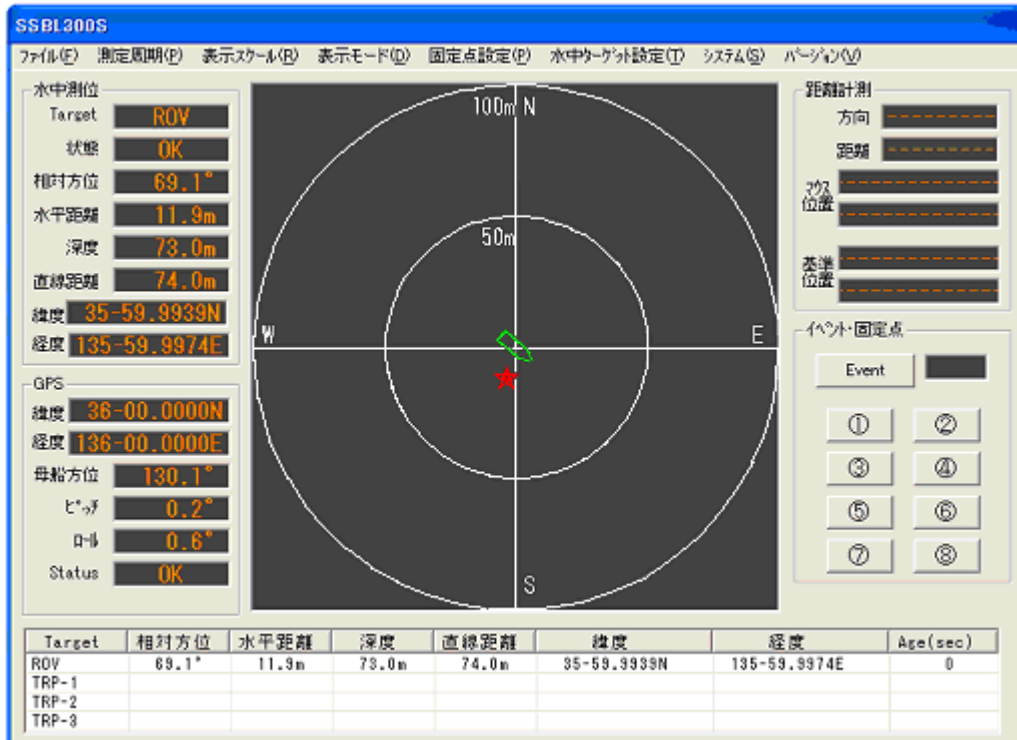 SSBL300S
ファイル(F) 測定周期(P) 表示スケール(R) 表示モード(D) 固定点設定(P) 水中ターゲット設定(T) システム(S) バージョン(V)
水中測位
Target ROV
状態 OK
相対方位 69.1°
水平距離 11.9m
深度 73.0m
直線距離 74.0m
緯度 35-59.9939N
経度 135-59.9974E
GPS
緯度 36-00.0000N
経度 136-00.0000E
母船方位 130.1°
ピッチ 0.2°
ロール 0.6°
Status OK
100m N
50m
W
E
S
距離計測
方向 ----------
距離 ----------
マウス位置 --------------
--------------
基準位置 --------------
--------------
イベント・固定点
Event
① ②
③ ④
⑤ ⑥
⑦ ⑧
Target 相対方位 水平距離 深度 直線距離 緯度 経度 Age(sec)
ROV 69.1° 11.9m 73.0m 74.0m 35-59.9939N 135-59.9974E 0
TRP-1
TRP-2
TRP-3